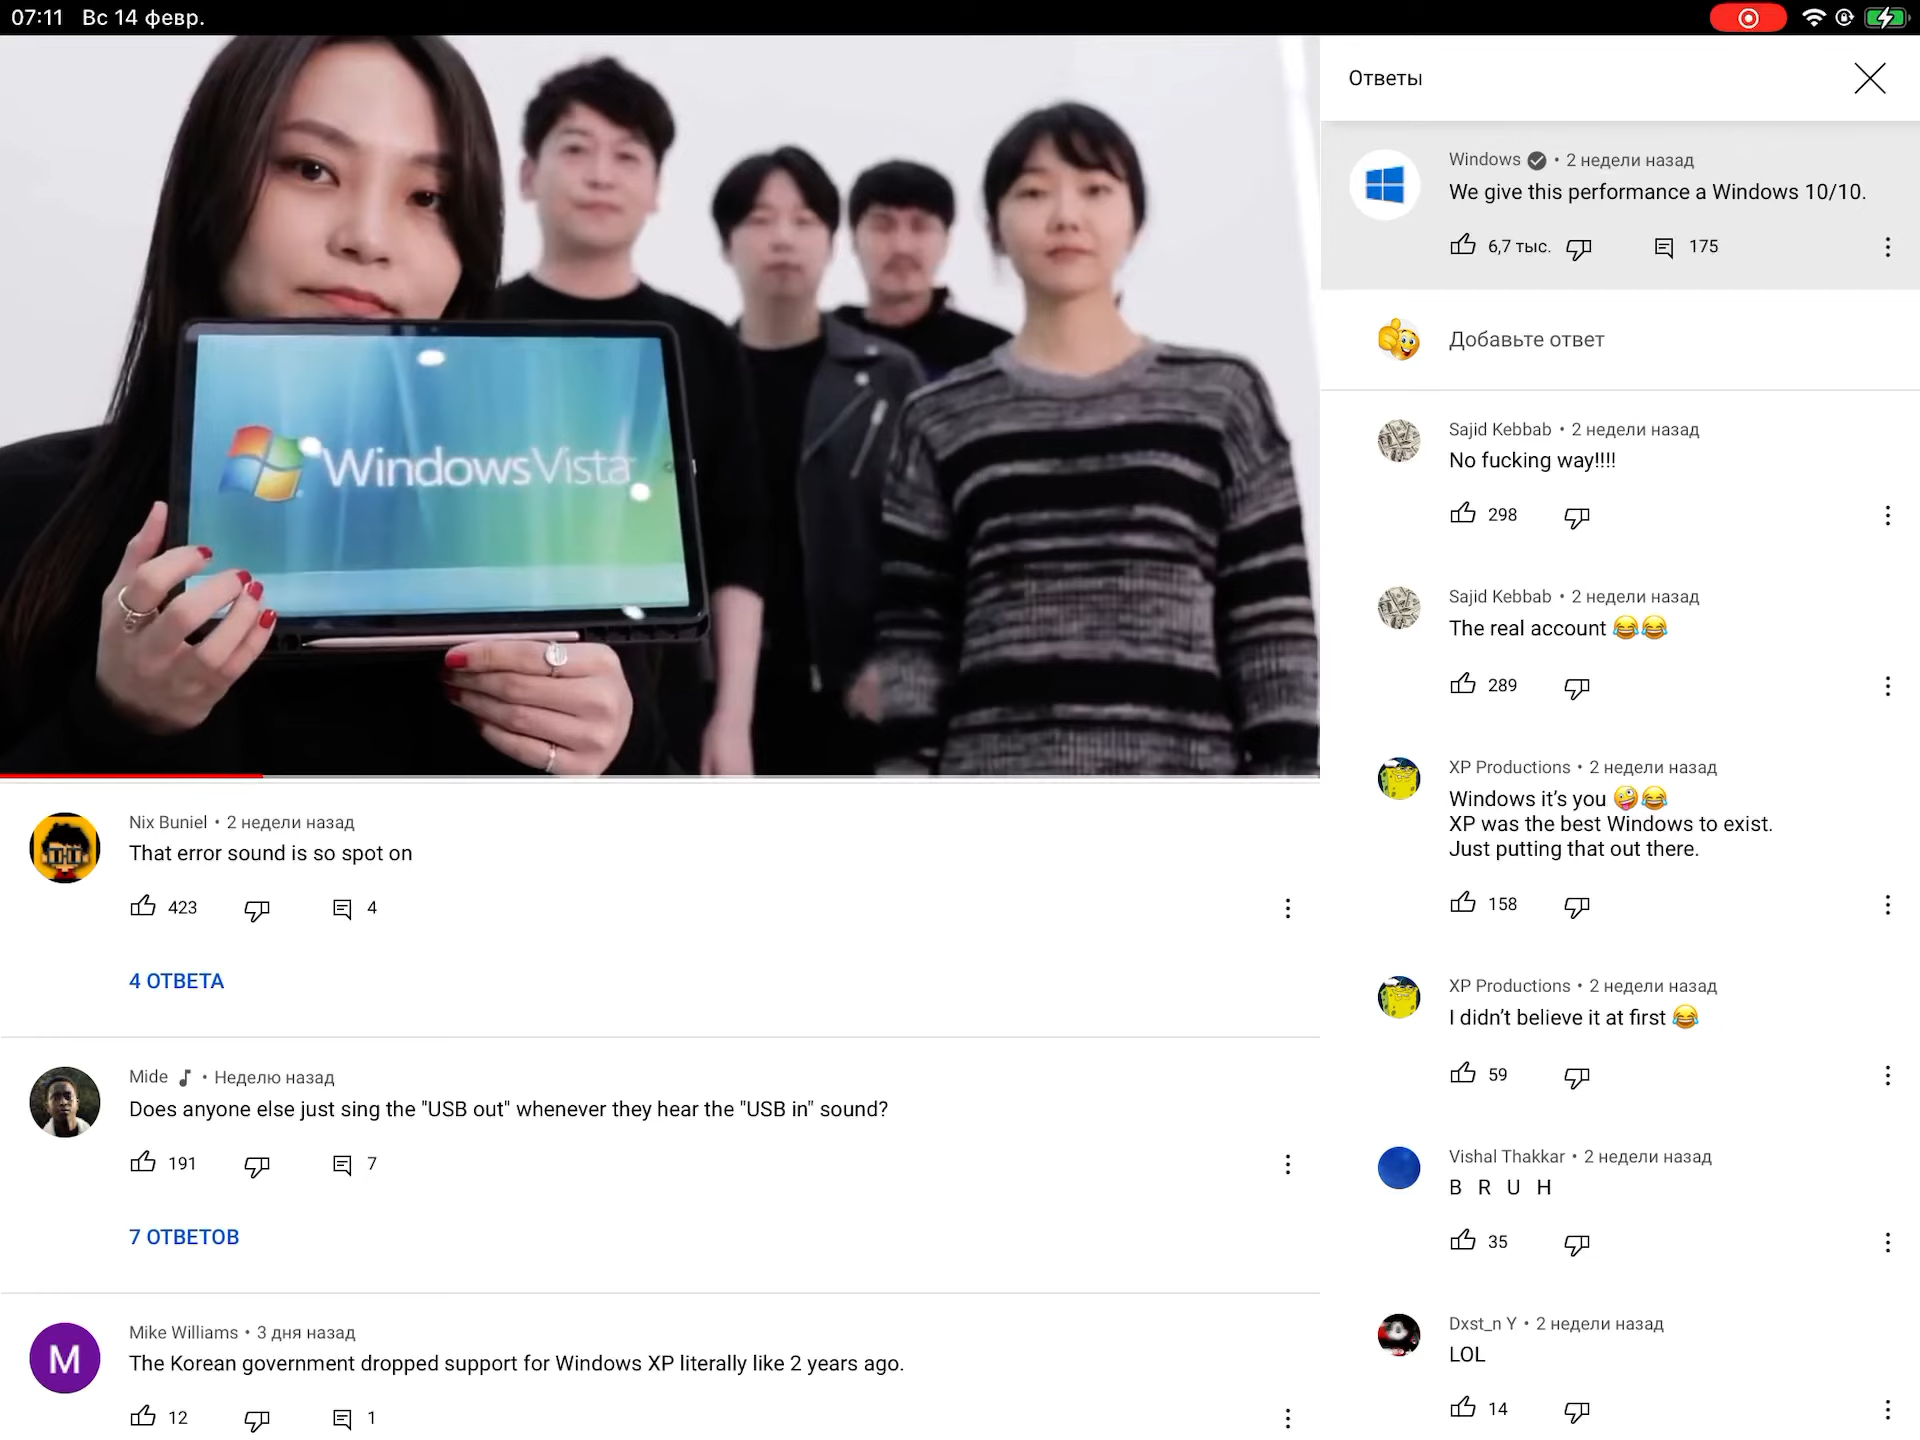 07:11 Вс 14 февр.
WindowsVista
Nix Buniel • 2 недели назад
That error sound is so spot on
423 4
4 ОТВЕТА
Mide • Неделю назад
Does anyone else just sing the "USB out" whenever they hear the "USB in" sound?
191 7
7 ОТВЕТОВ
M
Mike Williams • 3 дня назад
The Korean government dropped support for Windows XP literally like 2 years ago.
12 1
Ответы
Windows • 2 недели назад
We give this performance a Windows 10/10.
6,7 тыс. 175
Добавьте ответ
Sajid Kebbab • 2 недели назад
No fucking way!!!!
298
Sajid Kebbab • 2 недели назад
The real account 😂😂
289
XP Productions • 2 недели назад
Windows it's you 🤪😂
XP was the best Windows to exist.
Just putting that out there.
158
XP Productions • 2 недели назад
I didn't believe it at first 😂
59
Vishal Thakkar • 2 недели назад
B R U H
35
Dxst_n Y • 2 недели назад
LOL
14